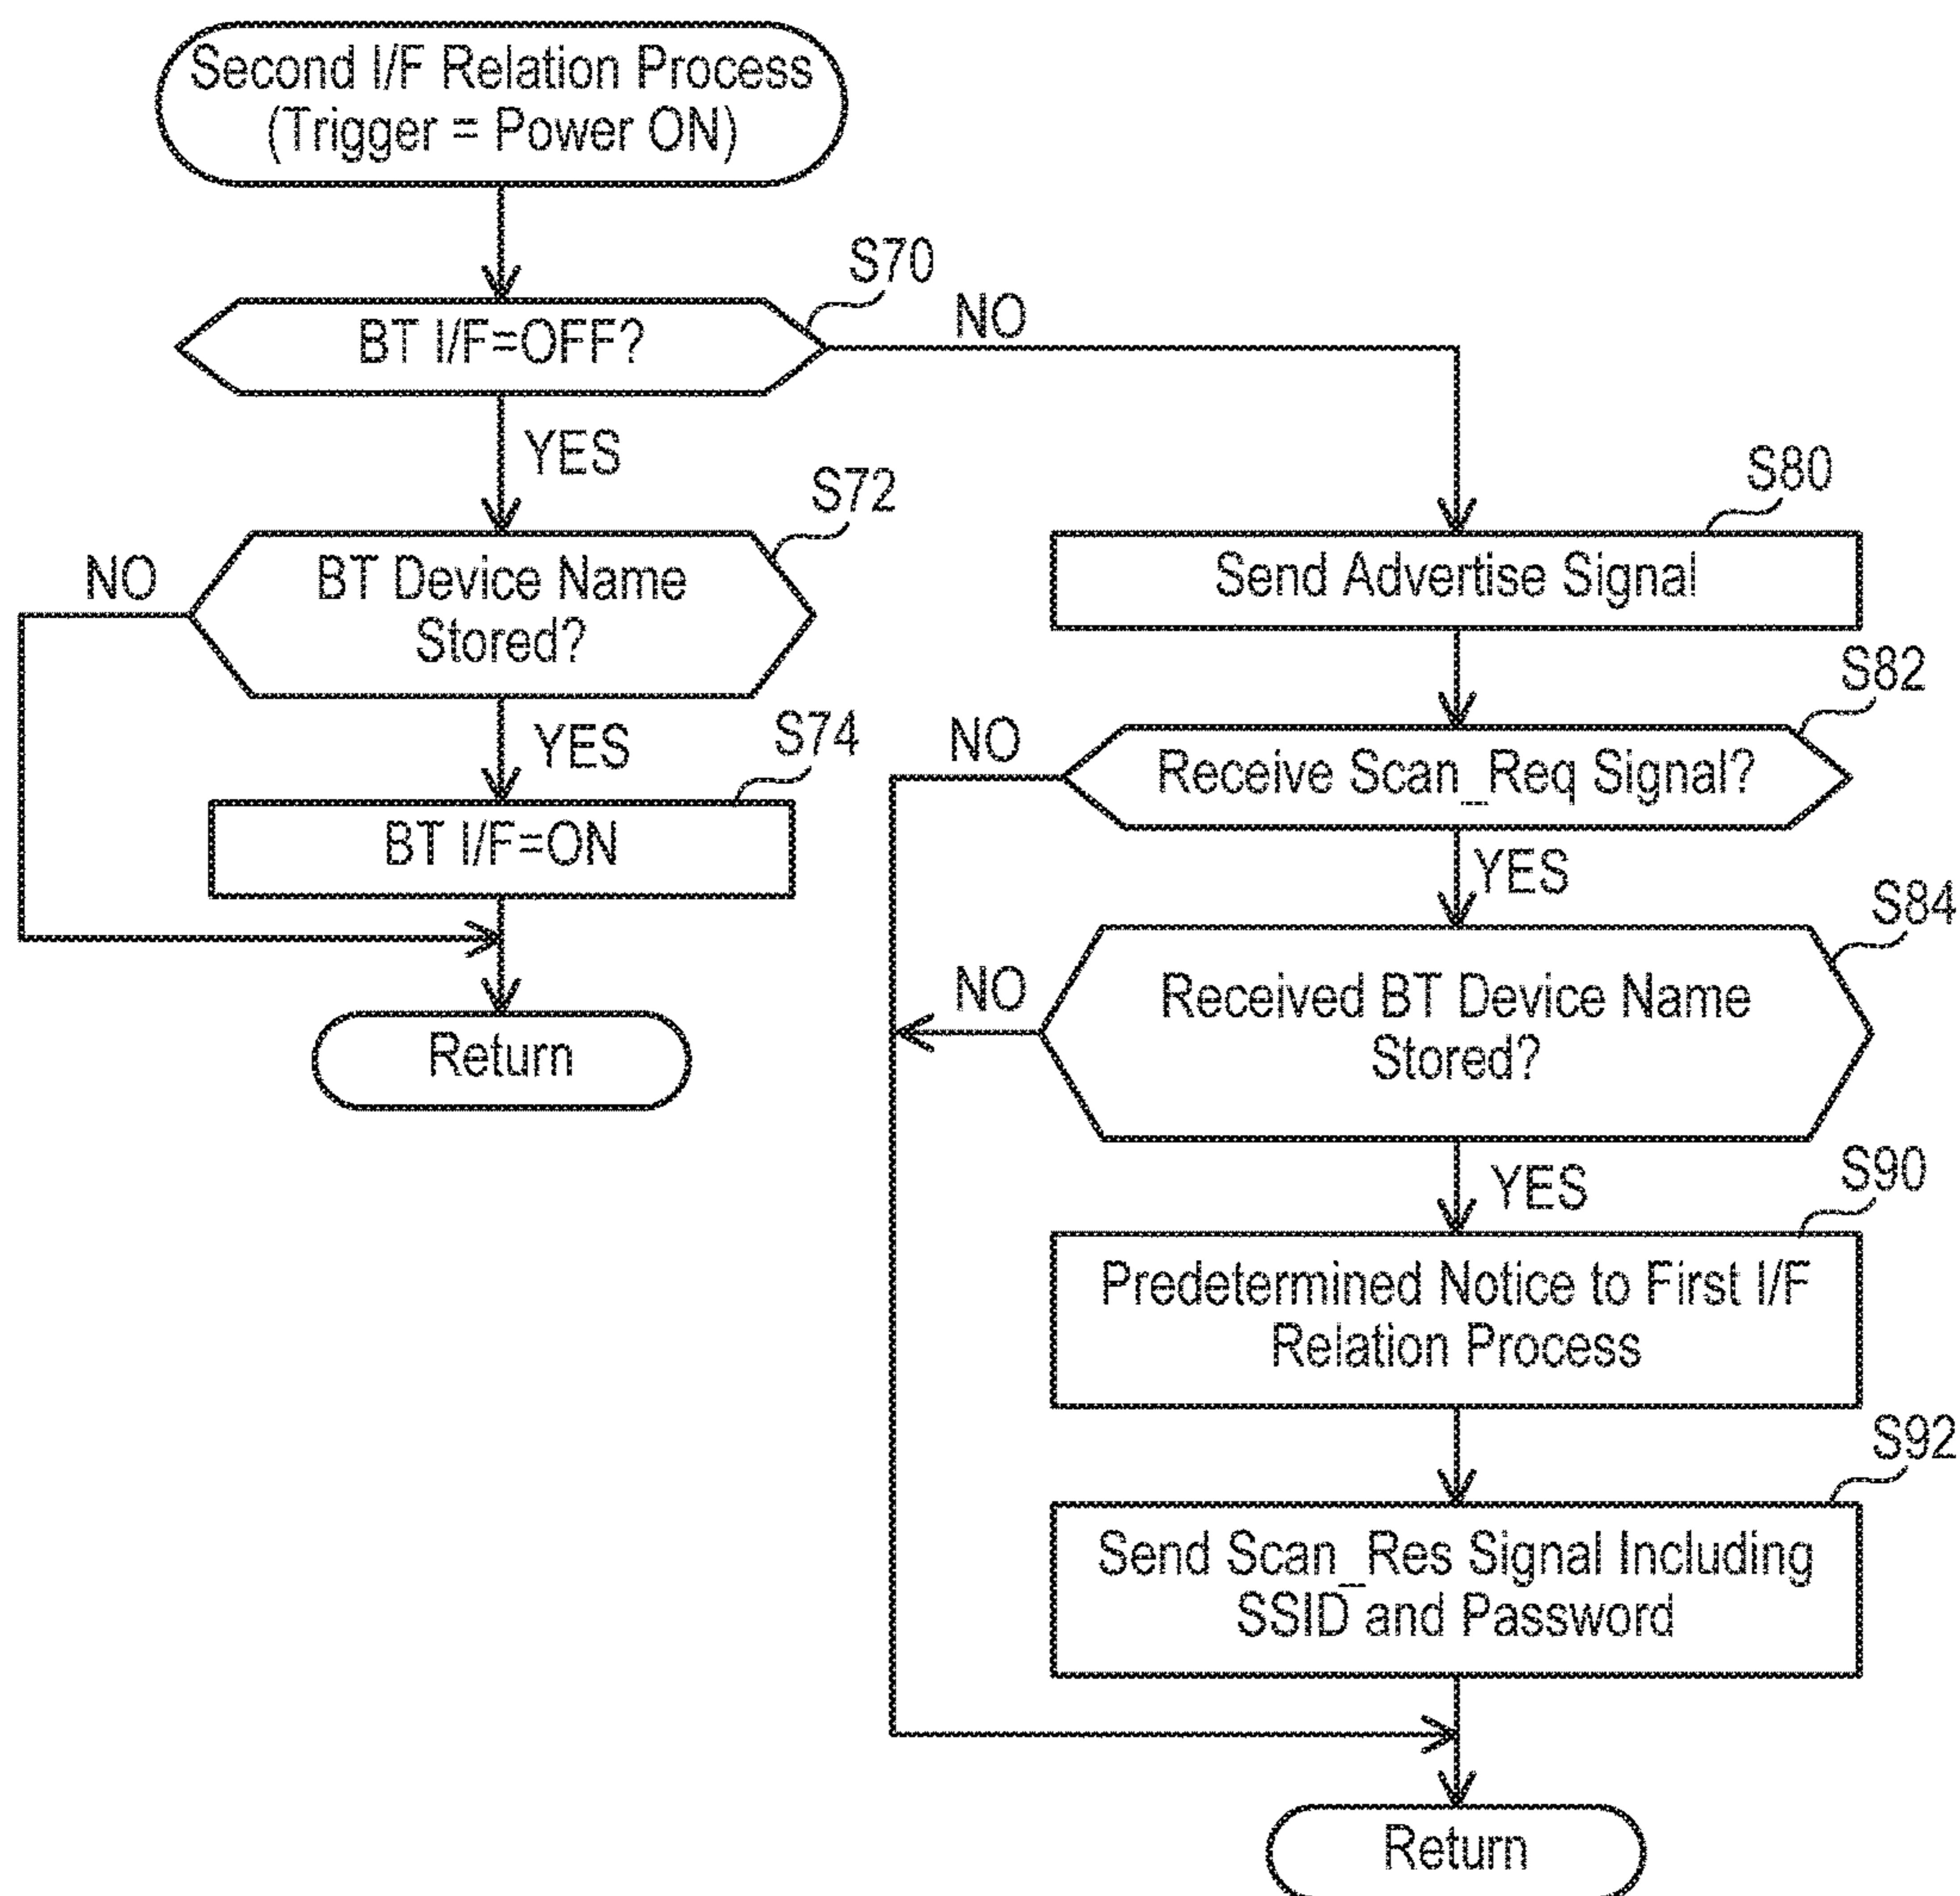 Second I/F Relation Process
(Trigger = Power ON)
S70
BT I/F=OFF?
NO
YES
S72
BT Device Name
Stored?
NO
YES
S74
BT I/F=ON
Return
S80
Send Advertise Signal
S82
Receive Scan_Req Signal?
NO
YES
S84
Received BT Device Name
Stored?
NO
YES
S90
Predetermined Notice to First I/F
Relation Process
S92
Send Scan_Res Signal Including
SSID and Password
Return